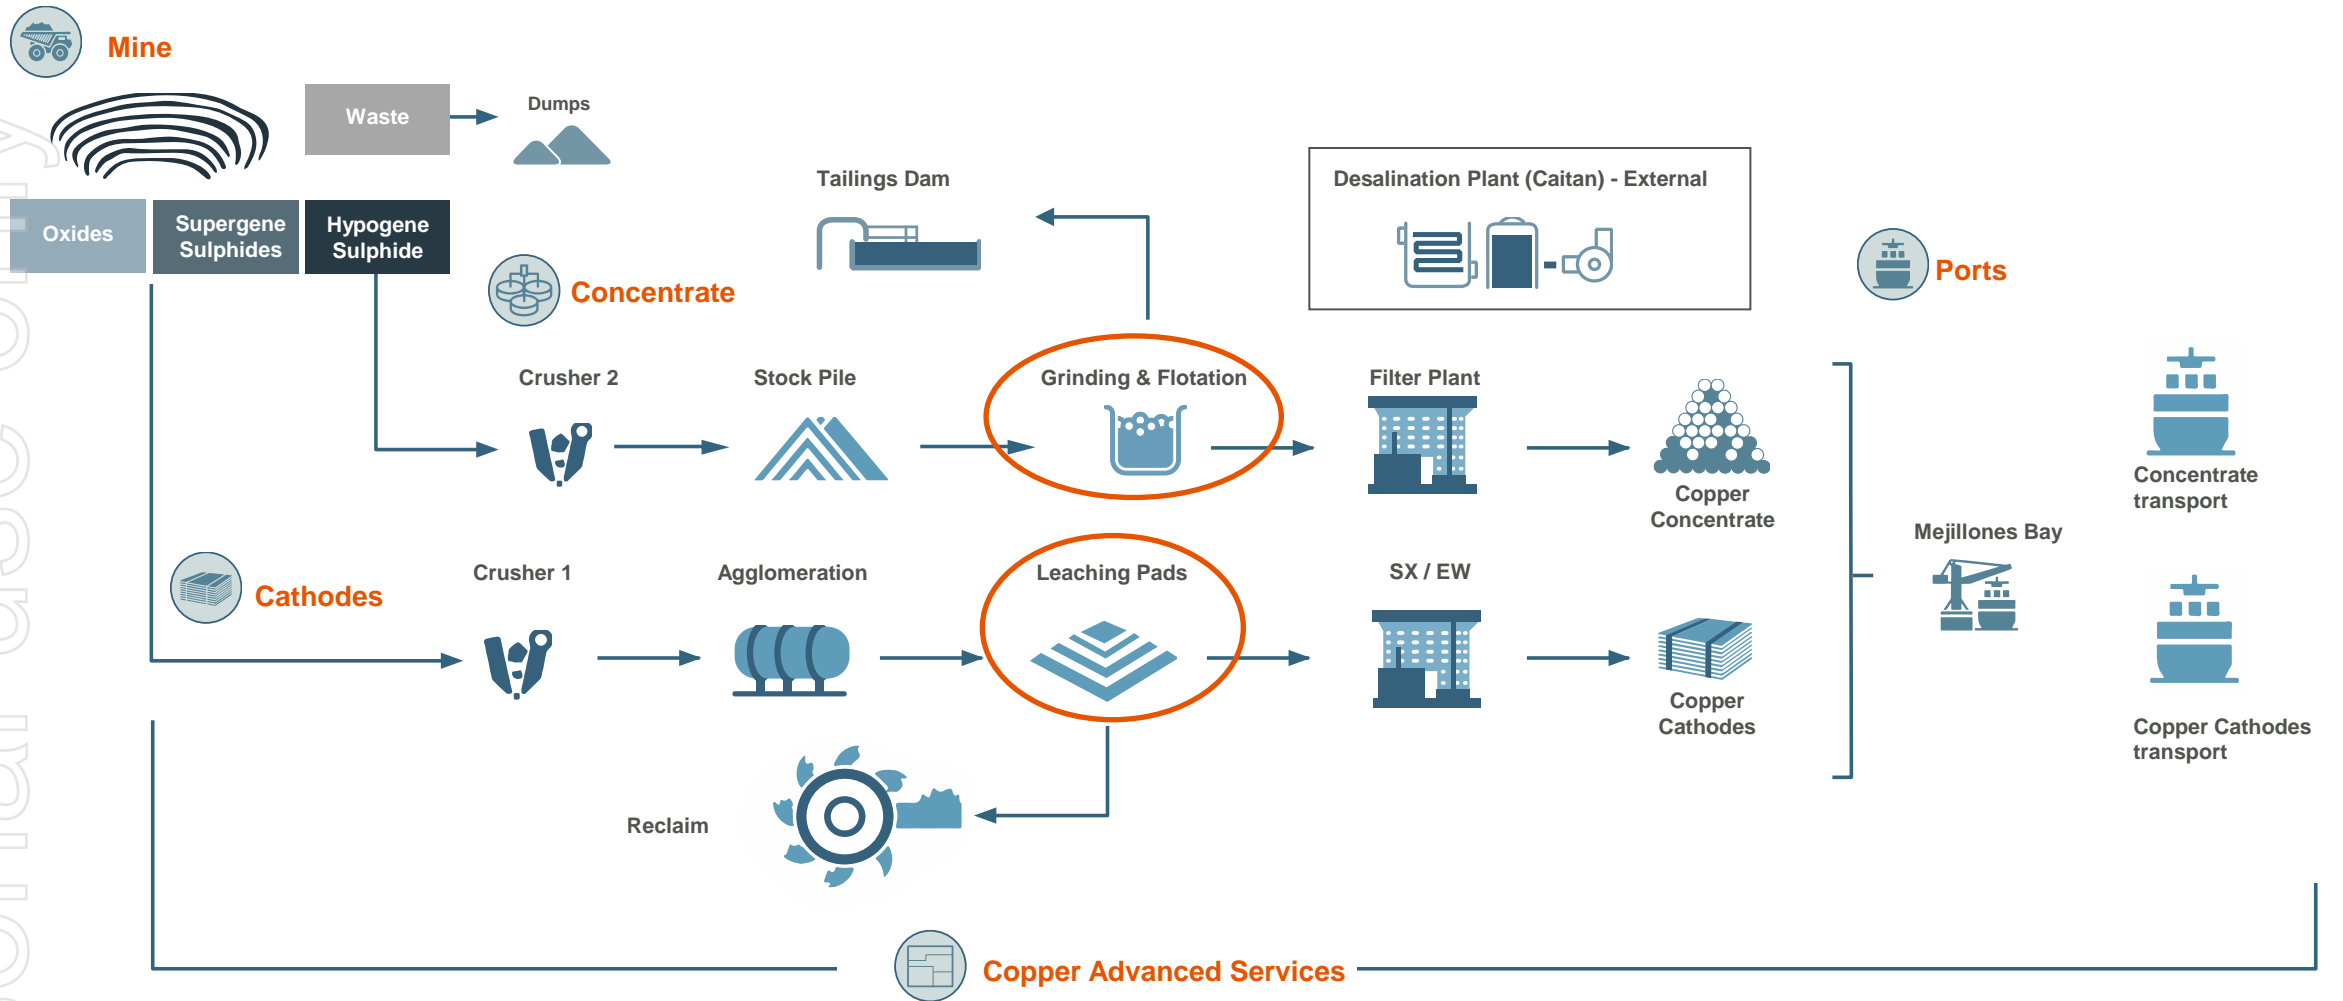 Mine
Waste
Dumps
Oxides
Supergene
Sulphides
Hypogene
Sulphide
Tailings Dam
Desalination Plant (Caitan) - External
Concentrate
Ports
Crusher 2
Stock Pile
Grinding & Flotation
Filter Plant
Copper
Concentrate
Concentrate
transport
Mejillones Bay
Cathodes
Crusher 1
Agglomeration
Leaching Pads
SX / EW
Copper
Cathodes
Copper Cathodes
transport
Reclaim
Copper Advanced Services